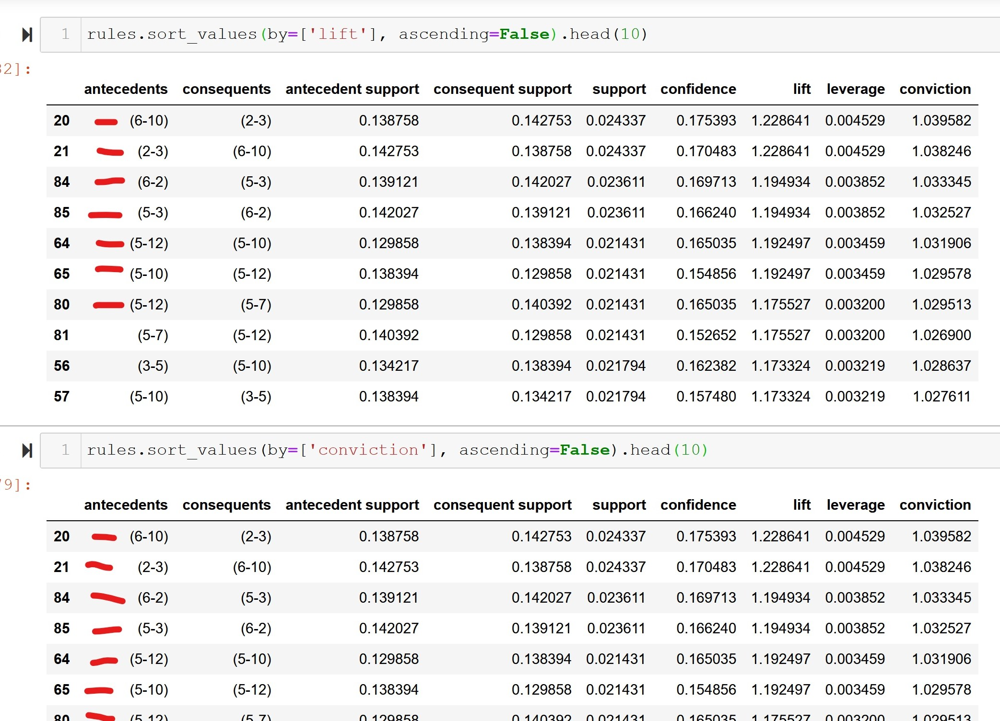 1 rules.sort_values(by=['lift'], ascending=False).head(10)
32]:
antecedents consequents antecedent support consequent support support confidence lift leverage conviction
20 (6-10) (2-3) 0.138758 0.142753 0.024337 0.175393 1.228641 0.004529 1.039582
21 (2-3) (6-10) 0.142753 0.138758 0.024337 0.170483 1.228641 0.004529 1.038246
84 (6-2) (5-3) 0.139121 0.142027 0.023611 0.169713 1.194934 0.003852 1.033345
85 (5-3) (6-2) 0.142027 0.139121 0.023611 0.166240 1.194934 0.003852 1.032527
64 (5-12) (5-10) 0.129858 0.138394 0.021431 0.165035 1.192497 0.003459 1.031906
65 (5-10) (5-12) 0.138394 0.129858 0.021431 0.154856 1.192497 0.003459 1.029578
80 (5-12) (5-7) 0.129858 0.140392 0.021431 0.165035 1.175527 0.003200 1.029513
81 (5-7) (5-12) 0.140392 0.129858 0.021431 0.152652 1.175527 0.003200 1.026900
56 (3-5) (5-10) 0.134217 0.138394 0.021794 0.162382 1.173324 0.003219 1.028637
57 (5-10) (3-5) 0.138394 0.134217 0.021794 0.157480 1.173324 0.003219 1.027611
1 rules.sort_values(by=['conviction'], ascending=False).head(10)
9]:
antecedents consequents antecedent support consequent support support confidence lift leverage conviction
20 (6-10) (2-3) 0.138758 0.142753 0.024337 0.175393 1.228641 0.004529 1.039582
21 (2-3) (6-10) 0.142753 0.138758 0.024337 0.170483 1.228641 0.004529 1.038246
84 (6-2) (5-3) 0.139121 0.142027 0.023611 0.169713 1.194934 0.003852 1.033345
85 (5-3) (6-2) 0.142027 0.139121 0.023611 0.166240 1.194934 0.003852 1.032527
64 (5-12) (5-10) 0.129858 0.138394 0.021431 0.165035 1.192497 0.003459 1.031906
65 (5-10) (5-12) 0.138394 0.129858 0.021431 0.154856 1.192497 0.003459 1.029578
80 (5-12) (5-7) 0.129858 0.140392 0.021431 0.165035 1.175527 0.003200 1.029513